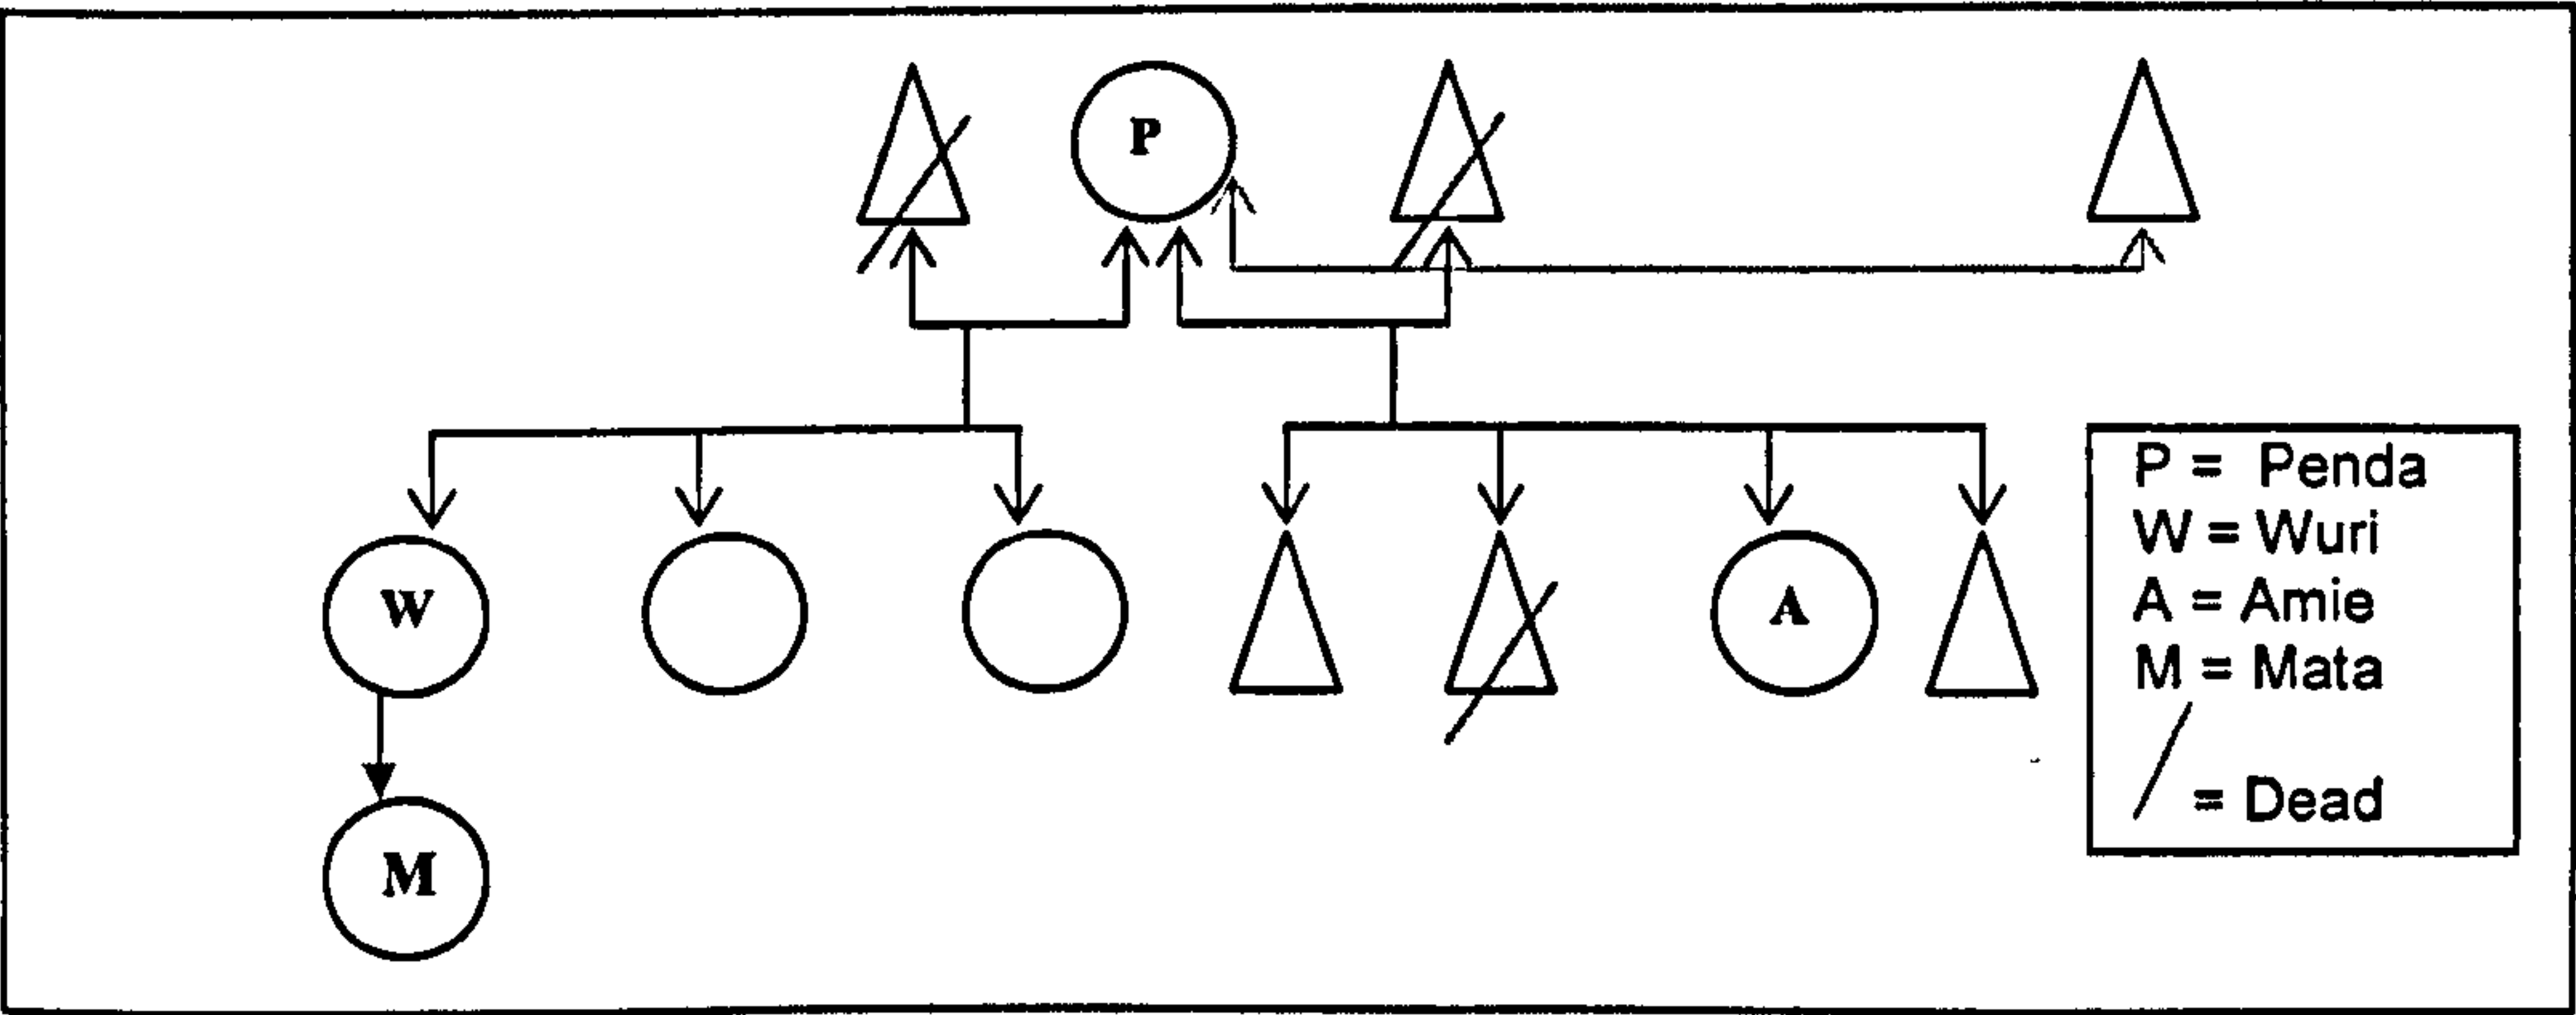 P
W
A
M
P = Penda
W = Wuri
A = Amie
M = Mata
/ = Dead